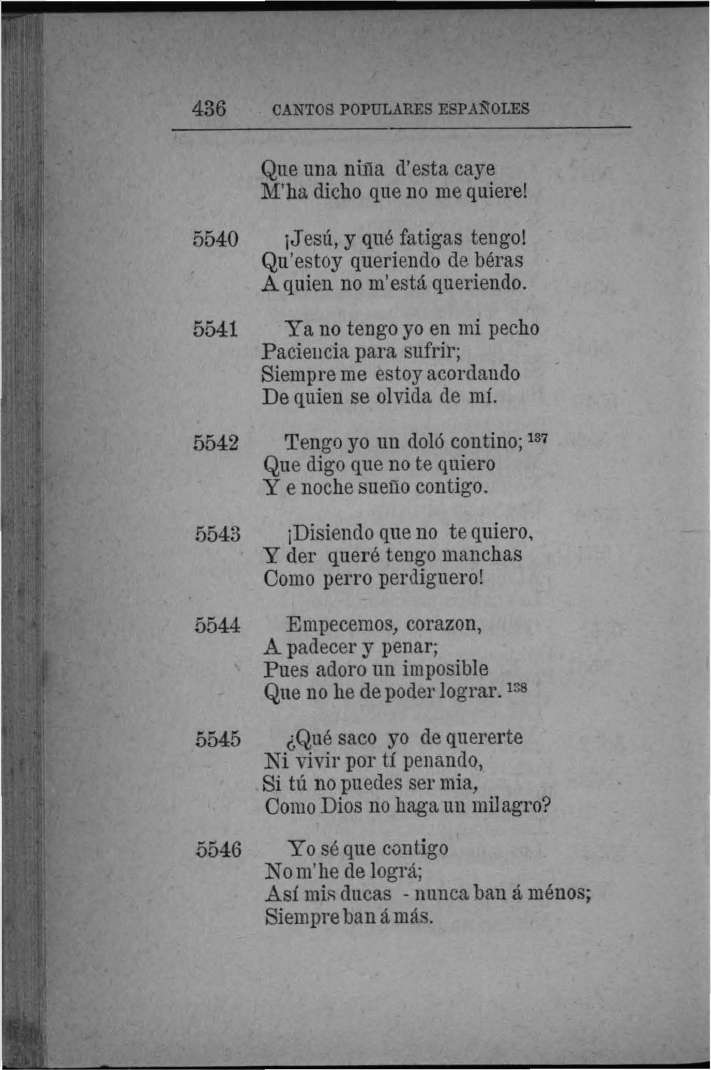 436 CANTOS POPULARES ESPAÑOLES
Que una niña d'esta caye
M'ha dicho que no me quiere!
5540 ¡Jesú, y qué fatigas tengo!
Qu'estoy queriendo de béras
A quien no m'está queriendo.
5541 Ya no tengo yo en mi pecho
Paciencia para sufrir;
Siempre me estoy acordando
De quien se olvida de mí.
5542 Tengo yo un doló contino; 137
Que digo que no te quiero
Y e noche sueño contigo.
5543 ¡Disiendo que no te quiero,
Y der queré tengo manchas
Como perro perdiguero!
5544 Empecemos, corazon,
A padecer y penar;
Pues adoro un imposible
Que no he de poder lograr. 138
5545 ¿Qué saco yo de quererte
Ni vivir por tí penando,
Si tú no puedes ser mia,
Como Dios no haga un milagro?
5546 Yo sé que contigo
No m'he de lográ;
Así mis ducas - nunca ban á ménos;
Siempre ban á más.